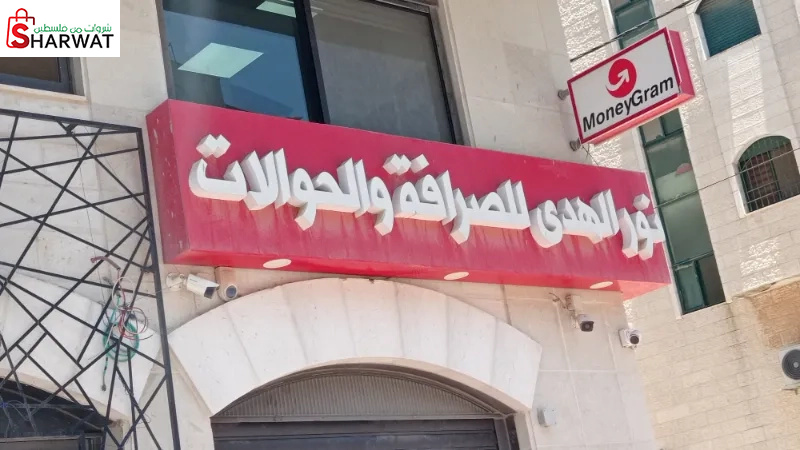 شروات من فلسطين
SHARWAT
MoneyGram
نور الهدى للصرافة والحوالات